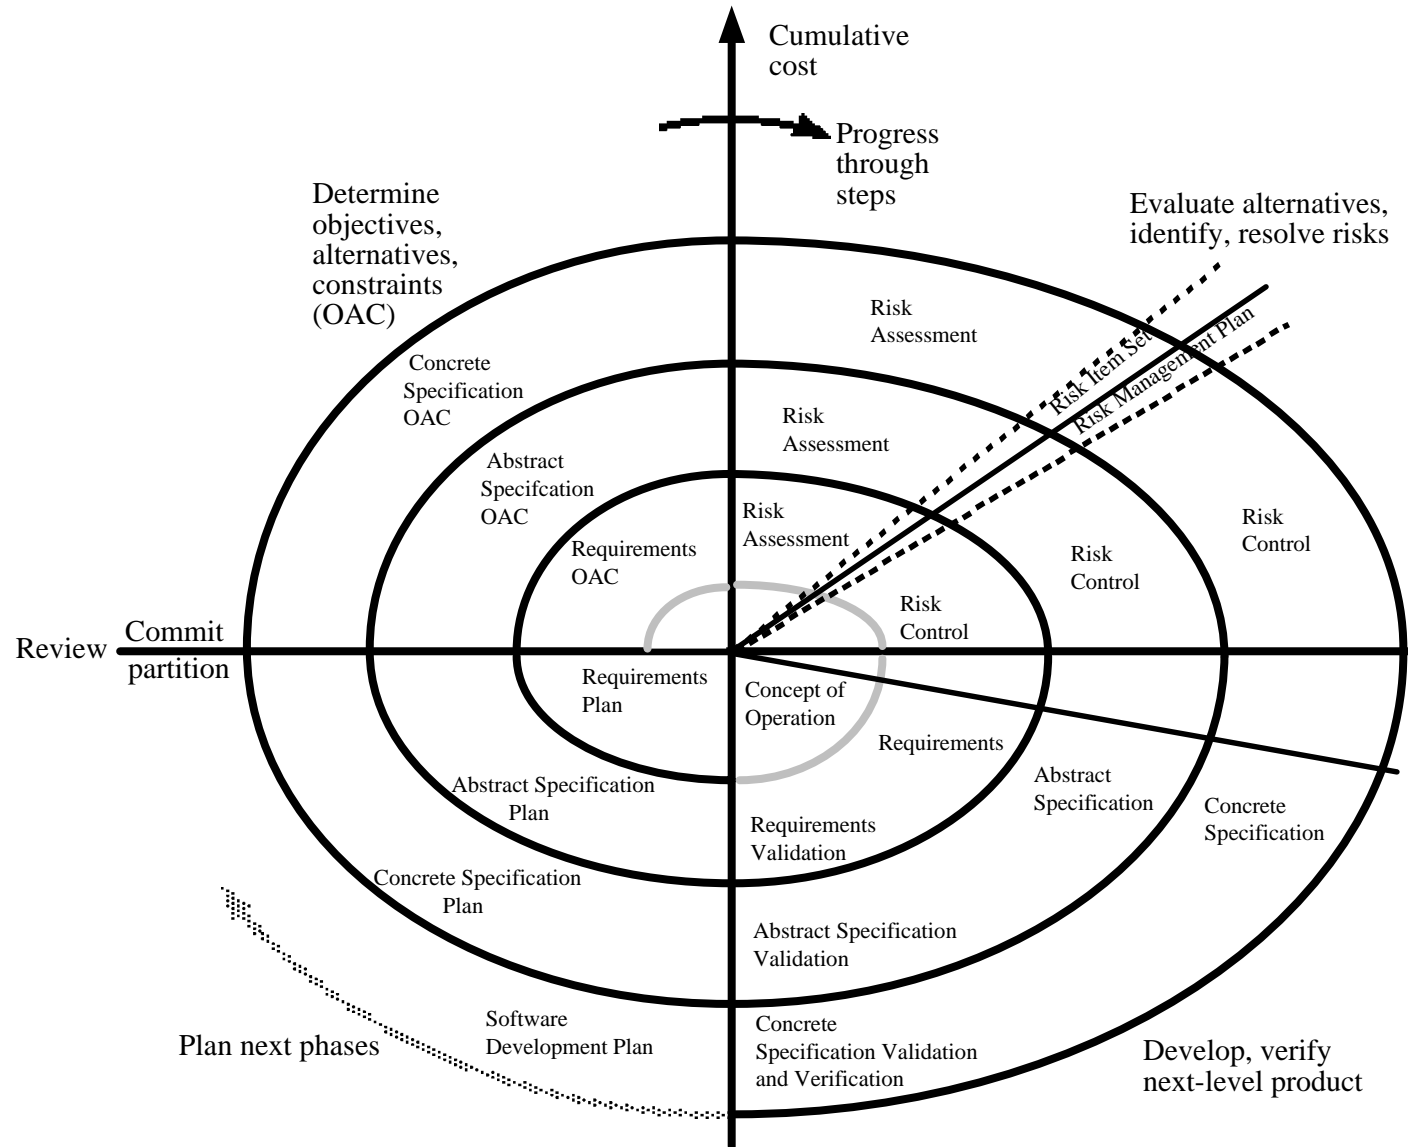 Cumulative
cost
Progress
through
steps
Determine
objectives,
alternatives,
constraints
(OAC)
Evaluate alternatives,
identify, resolve risks
Risk
Assessment
Risk Item Set
Risk Management Plan
Concrete
Specification
OAC
Risk
Assessment
Abstract
Specifcation
OAC
Risk
Assessment
Risk
Control
Requirements
OAC
Risk
Control
Risk
Control
Review
Commit
partition
Requirements
Plan
Concept of
Operation
Requirements
Abstract
Specification
Concrete
Specification
Abstract Specification
Plan
Requirements
Validation
Concrete Specification
Plan
Abstract Specification
Validation
Plan next phases
Software
Development Plan
Concrete
Specification Validation
and Verification
Develop, verify
next-level product